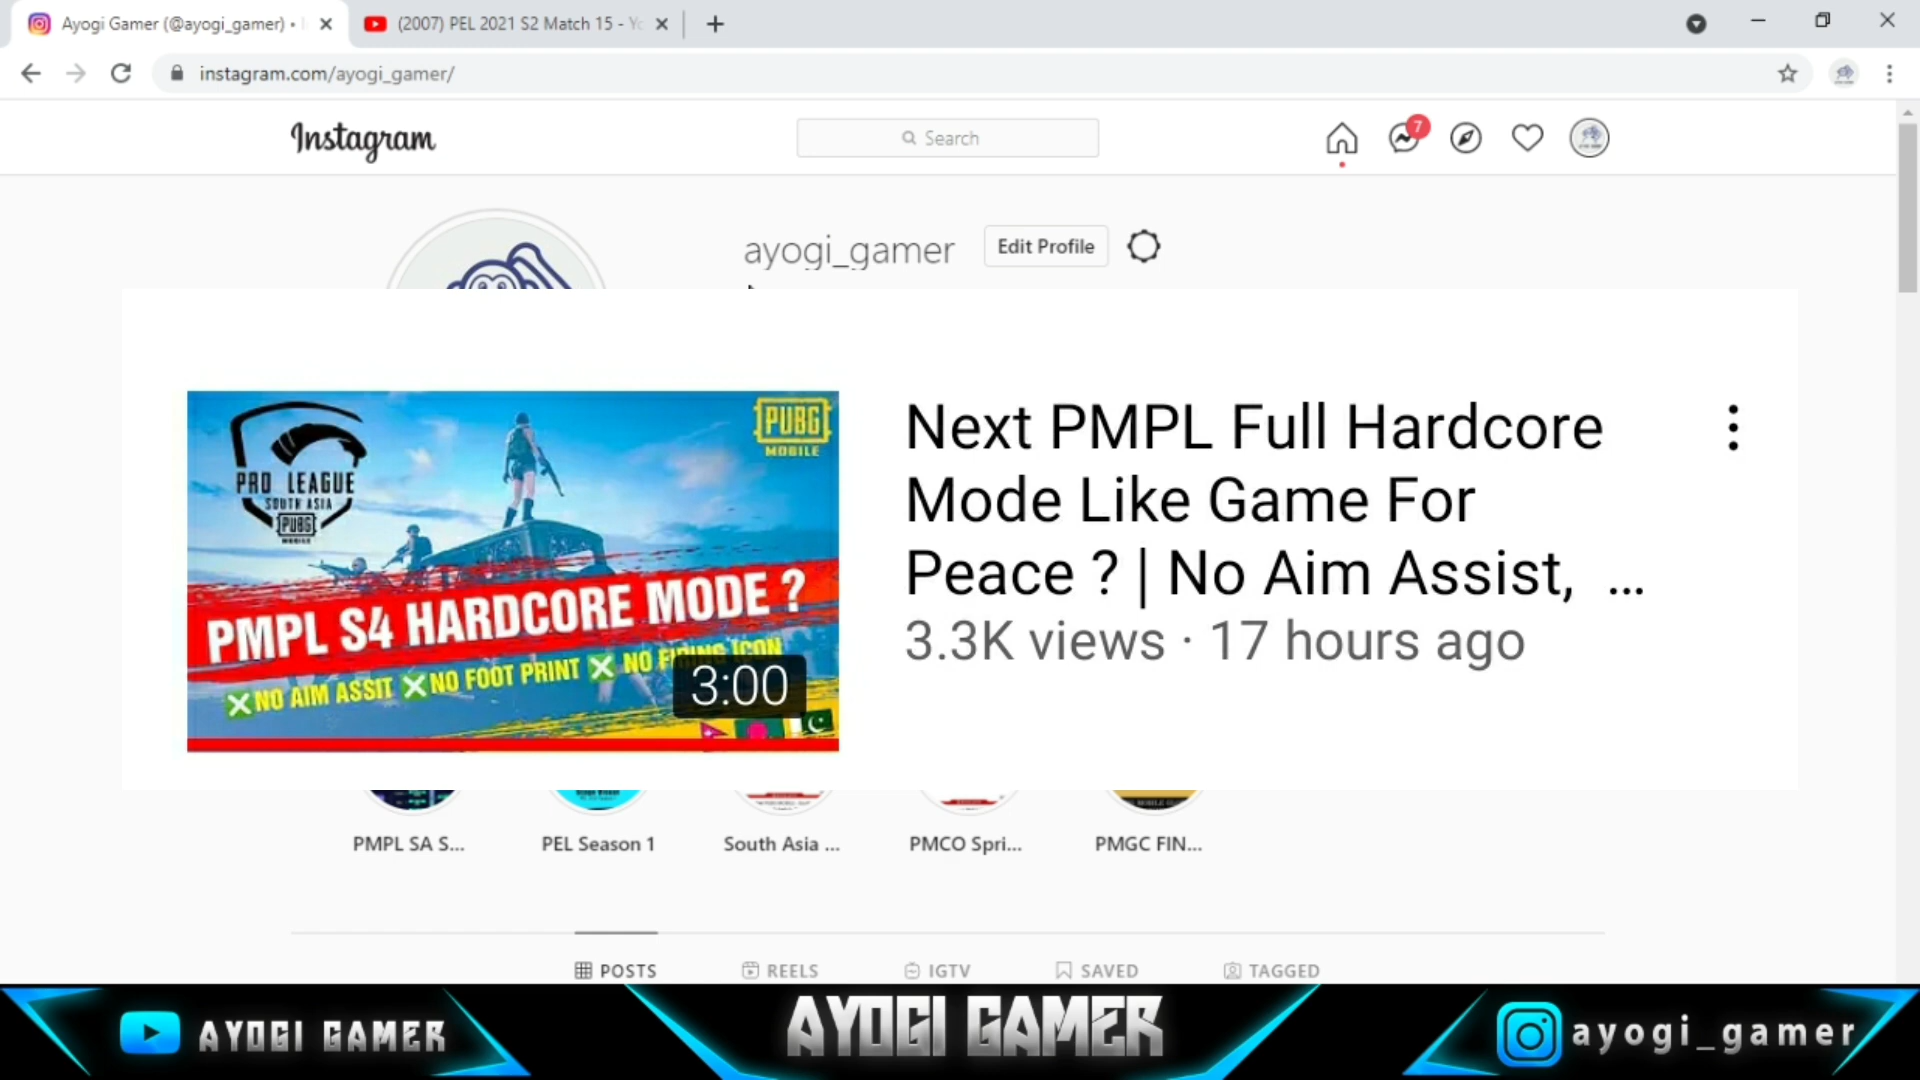 Ayogi Gamer (@ayogi_gamer) •
(2007) PEL 2021 S2 Match 15 -
instagram.com/ayogi_gamer/
Instagram
Search
7
ayogi_gamer
Edit Profile
PRO LEAGUE
SOUTH ASIA
PUBG
MOBILE
PUBG
MOBILE
PMPL S4 HARDCORE MODE ?
NO AIM ASSIT NO FOOT PRINT NO FIRING ICON
3:00
Next PMPL Full Hardcore
Mode Like Game For
Peace ? | No Aim Assist, ...
3.3K views · 17 hours ago
PMPL SA S...
PEL Season 1
South Asia ...
PMCO Spri...
PMGC FIN...
POSTS
REELS
IGTV
SAVED
TAGGED
AYOGI GAMER
AYOGI GAMER
ayogi_gamer